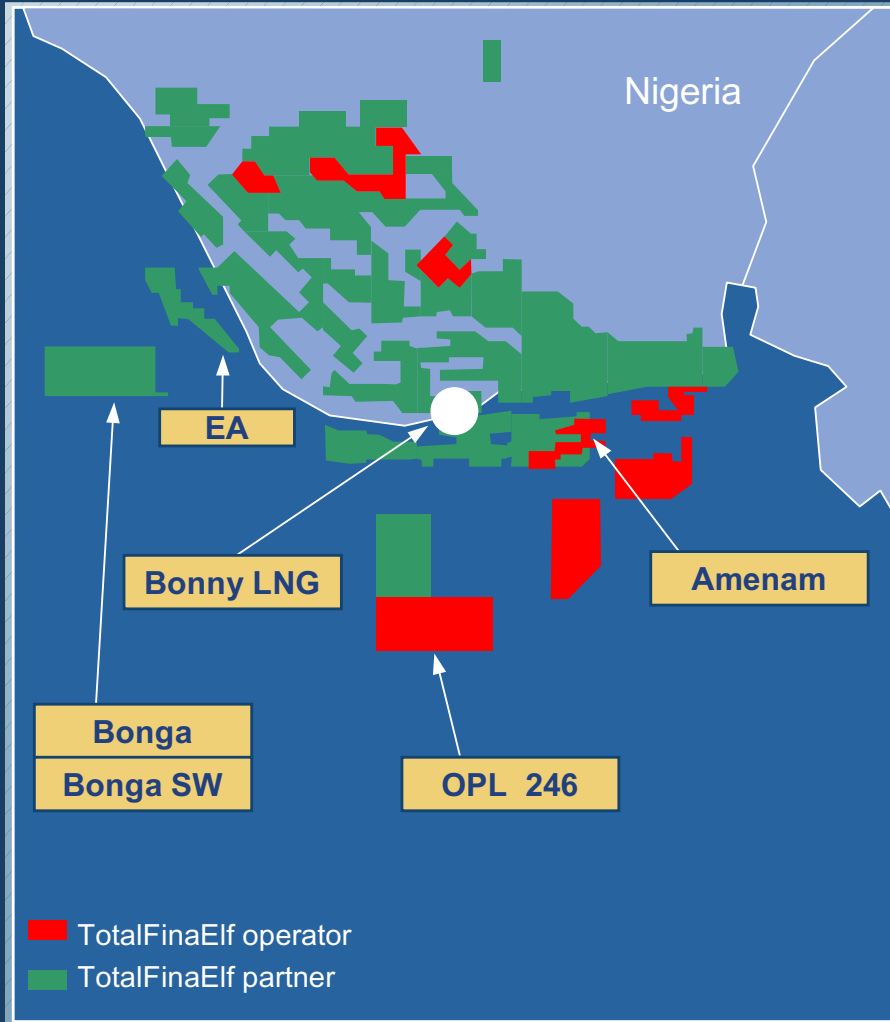 Nigeria
EA
Bonny LNG
Amenam
Bonga
Bonga SW
OPL 246
TotalFinaElf operator
TotalFinaElf partner